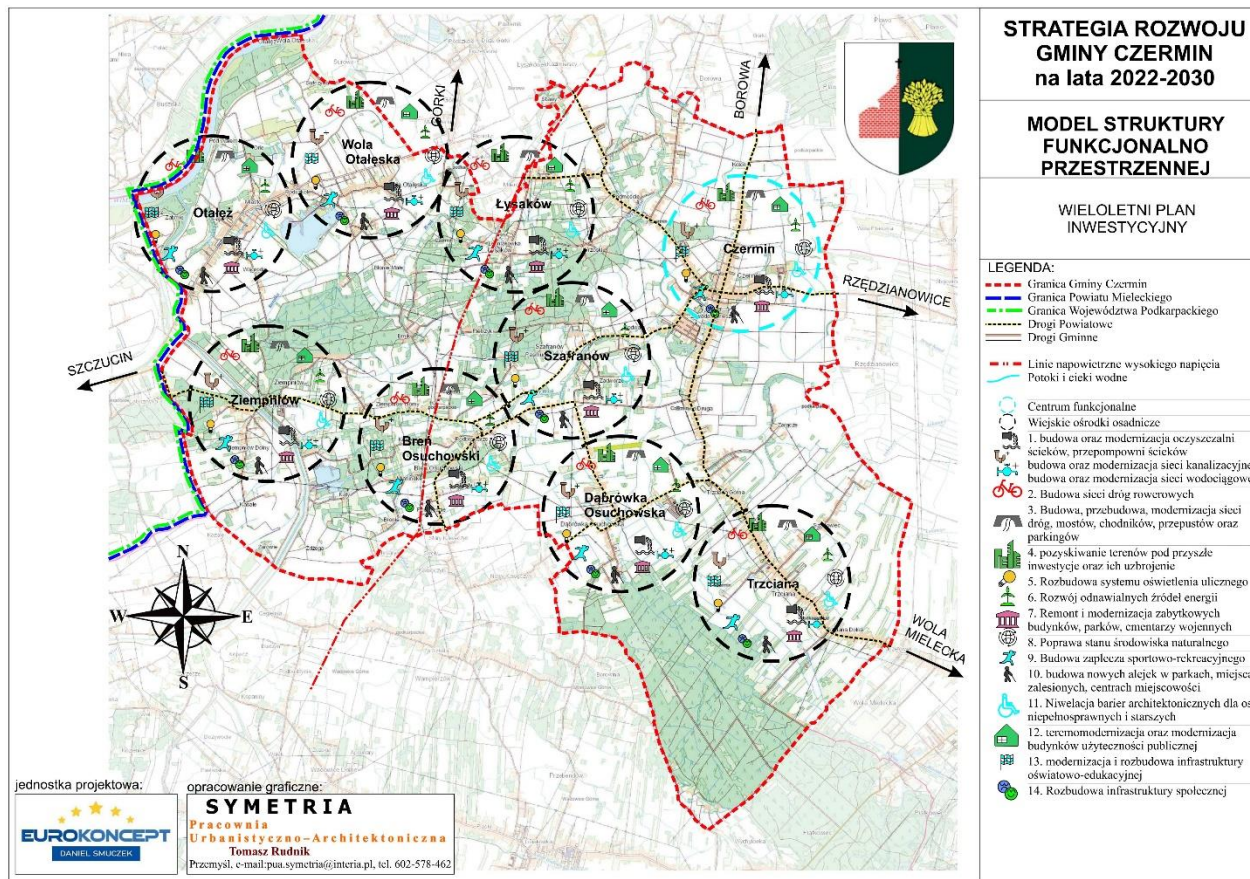 STRATEGIA ROZWOJU
GMINY CZERMIN
na lata 2022-2030
MODEL STRUKTURY
FUNKCJONALNO
PRZESTRZENNEJ
WIELOLETNI PLAN
INWESTYCYJNY
LEGENDA:
Granica Gminy Czermin
Granica Powiatu Mieleckiego
Granica Województwa Podkarpackiego
Drogi Powiatowe
Drogi Gminne
Linie napowietrzne wysokiego napięcia
Potoki i cieki wodne
Centrum funkcjonalne
Wiejskie ośrodki osadnicze
1. budowa oraz modernizacja oczyszczalni
ścieków, przepompowni ścieków
budowa oraz modernizacja sieci kanalizacyjne
budowa oraz modernizacja sieci wodociągowe
2. Budowa sieci dróg rowerowych
3. Budowa, przebudowa, modernizacja sieci
dróg, mostów, chodników, przepustów oraz
parkingów
4. pozyskiwanie terenów pod przyszłe
inwestycje oraz ich uzbrojenie
5. Rozbudowa systemu oświetlenia ulicznego
6. Rozwój odnawialnych źródeł energii
7. Remont i modernizacja zabytkowych
budynków, parków, cmentarzy wojennych
8. Poprawa stanu środowiska naturalnego
9. Budowa zaplecza sportowo-rekreacyjnego
10. budowa nowych alejek w parkach, miejsca
zalesionych, centrach miejscowości
11. Niwelacja barier architektonicznych dla os
niepełnosprawnych i starszych
12. teremomodernizacja oraz modernizacja
budynków użyteczności publicznej
13. modernizacja i rozbudowa infrastruktury
oświatowo-edukacyjnej
14. Rozbudowa infrastruktury społecznej
GÓRKI
BOROWA
Wola
Otałęska
Otałęż
Łysaków
Czermin
RZĘDZIANOWICE
SZCZUCIN
Szafranów
Ziempniów
Breń
Osuchowski
Dąbrówka
Osuchowska
Trzciana
WOLA
MIELECKA
N
W
E
S
jednostka projektowa:
EUROKONCEPT
DANIEL SMUCZEK
opracowanie graficzne:
SYMETRIA
Pracownia
Urbanistyczno-Architektoniczna
Tomasz Rudnik
Przemyśl, e-mail:pua.symetria@interia.pl, tel. 602-578-462